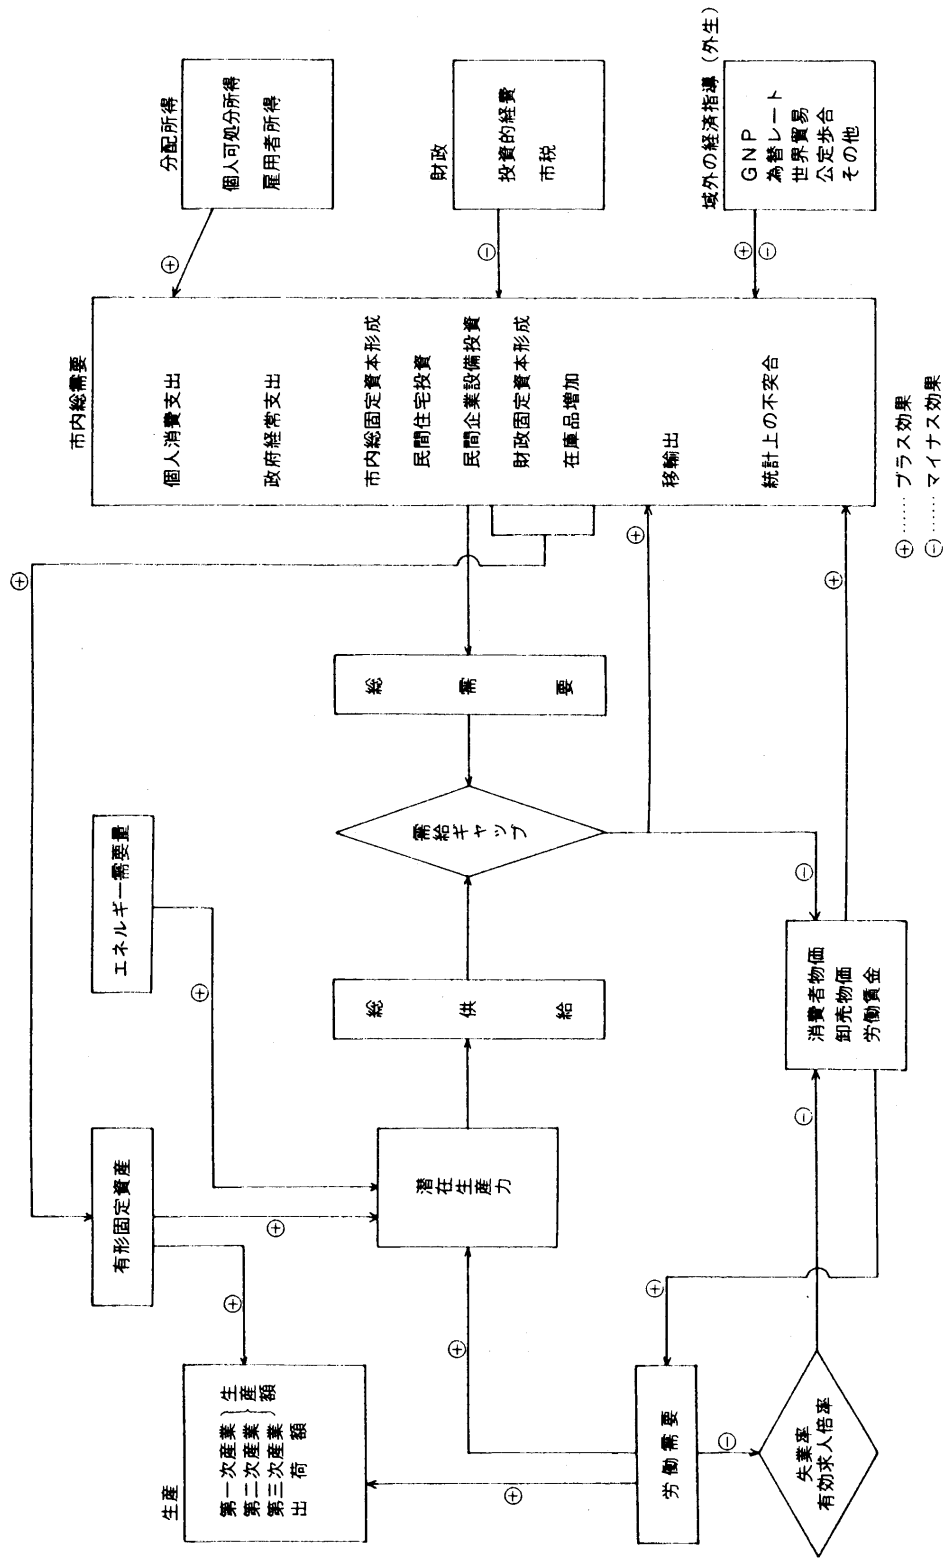 生産
第一次産業
第二次産業
第三次産業
生産額
出荷額
有形固定資産
エネルギー需要量
潜在生産力
労働需要
失業率
有効求人倍率
総供給
需給ギャップ
総需要
消費者物価
卸売物価
労働賃金
市内総需要
個人消費支出
政府経常支出
市内総固定資本形成
民間住宅投資
民間企業設備投資
財政固定資本形成
在庫品増加
移輸出
統計上の不突合
分配所得
個人可処分所得
雇用者所得
財政
投資的経費
市税
域外の経済指導(外生)
GNP
為替レート
世界貿易
公定歩合
その他
⊕
⊕
⊕
⊕
⊕
⊕
⊖
⊕
⊖
⊖
⊕
⊕
⊕
⊖
⊕
⊖
⊕
⊕……プラス効果
⊖……マイナス効果